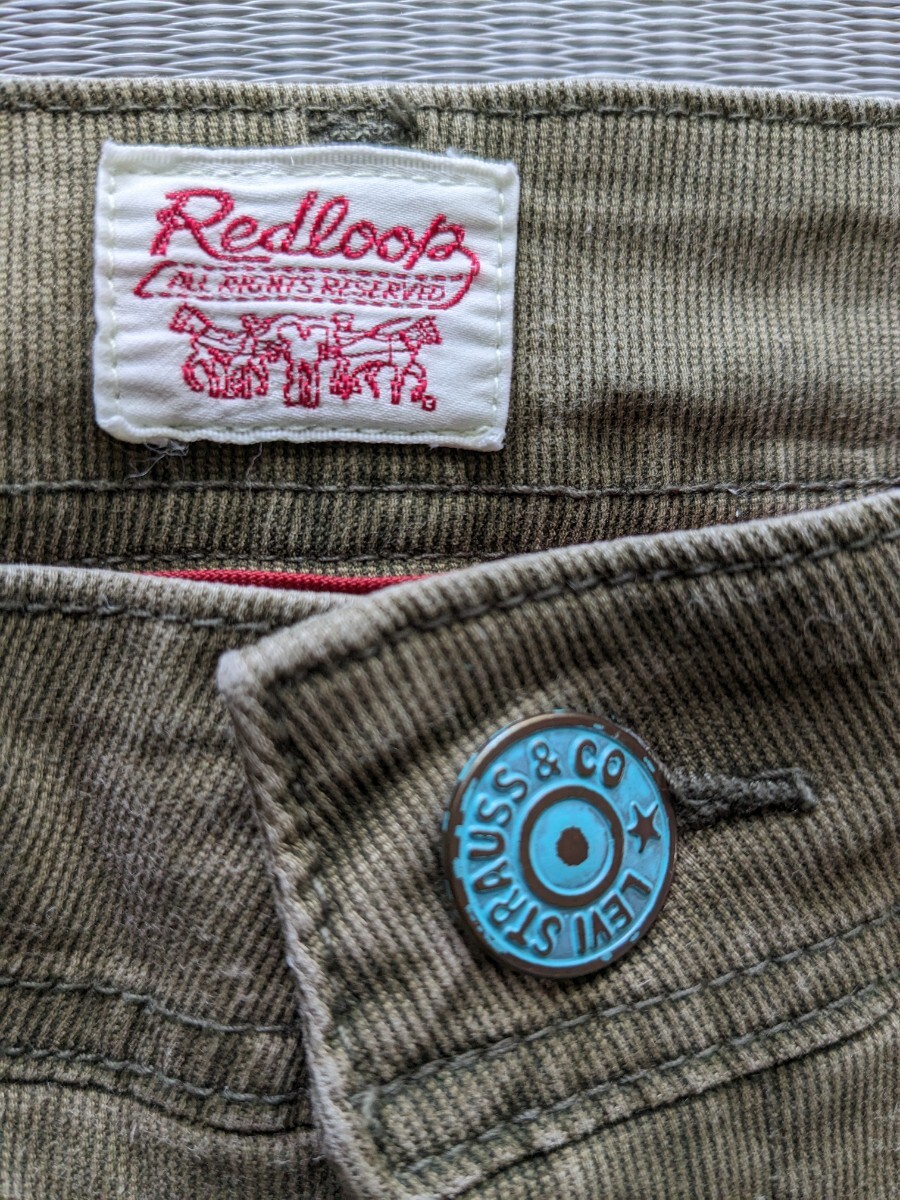 Redloop
ALL RIGHTS RESERVED
LEVI STRAUSS & CO